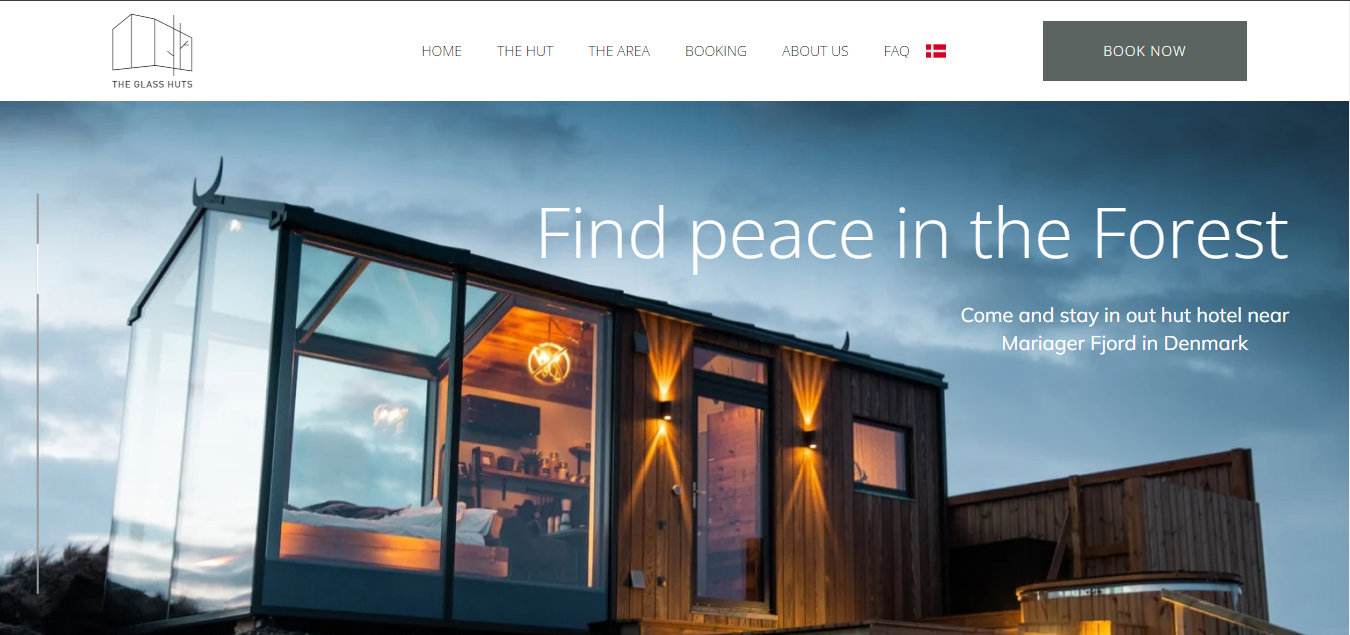 THE GLASS HUTS
HOME THE HUT THE AREA BOOKING ABOUT US FAQ
BOOK NOW
Find peace in the Forest
Come and stay in out hut hotel near
Mariager Fjord in Denmark